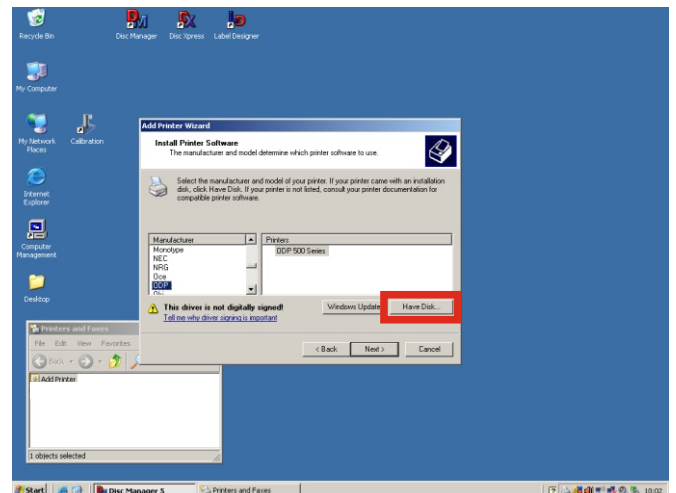 Recycle Bin
Disc Manager
Disc Xpress
Label Designer
My Computer
My Network Places
Calibration
Internet Explorer
Computer Management
Desktop
Add Printer Wizard
Install Printer Software
The manufacturer and model determine which printer software to use.
Select the manufacturer and model of your printer. If your printer came with an installation
disk, click Have Disk. If your printer is not listed, consult your printer documentation for
compatible printer software.
Manufacturer
Monotype
NEC
NRG
Oce
ODP
Oki
Printers
ODP 500 Series
This driver is not digitally signed!
Tell me why driver signing is important
Windows Update
Have Disk...
< Back
Next >
Cancel
Printers and Faxes
File Edit View Favorites
Back
Add Printer
1 objects selected
Start
Disc Manager S
Printers and Faxes
10:02